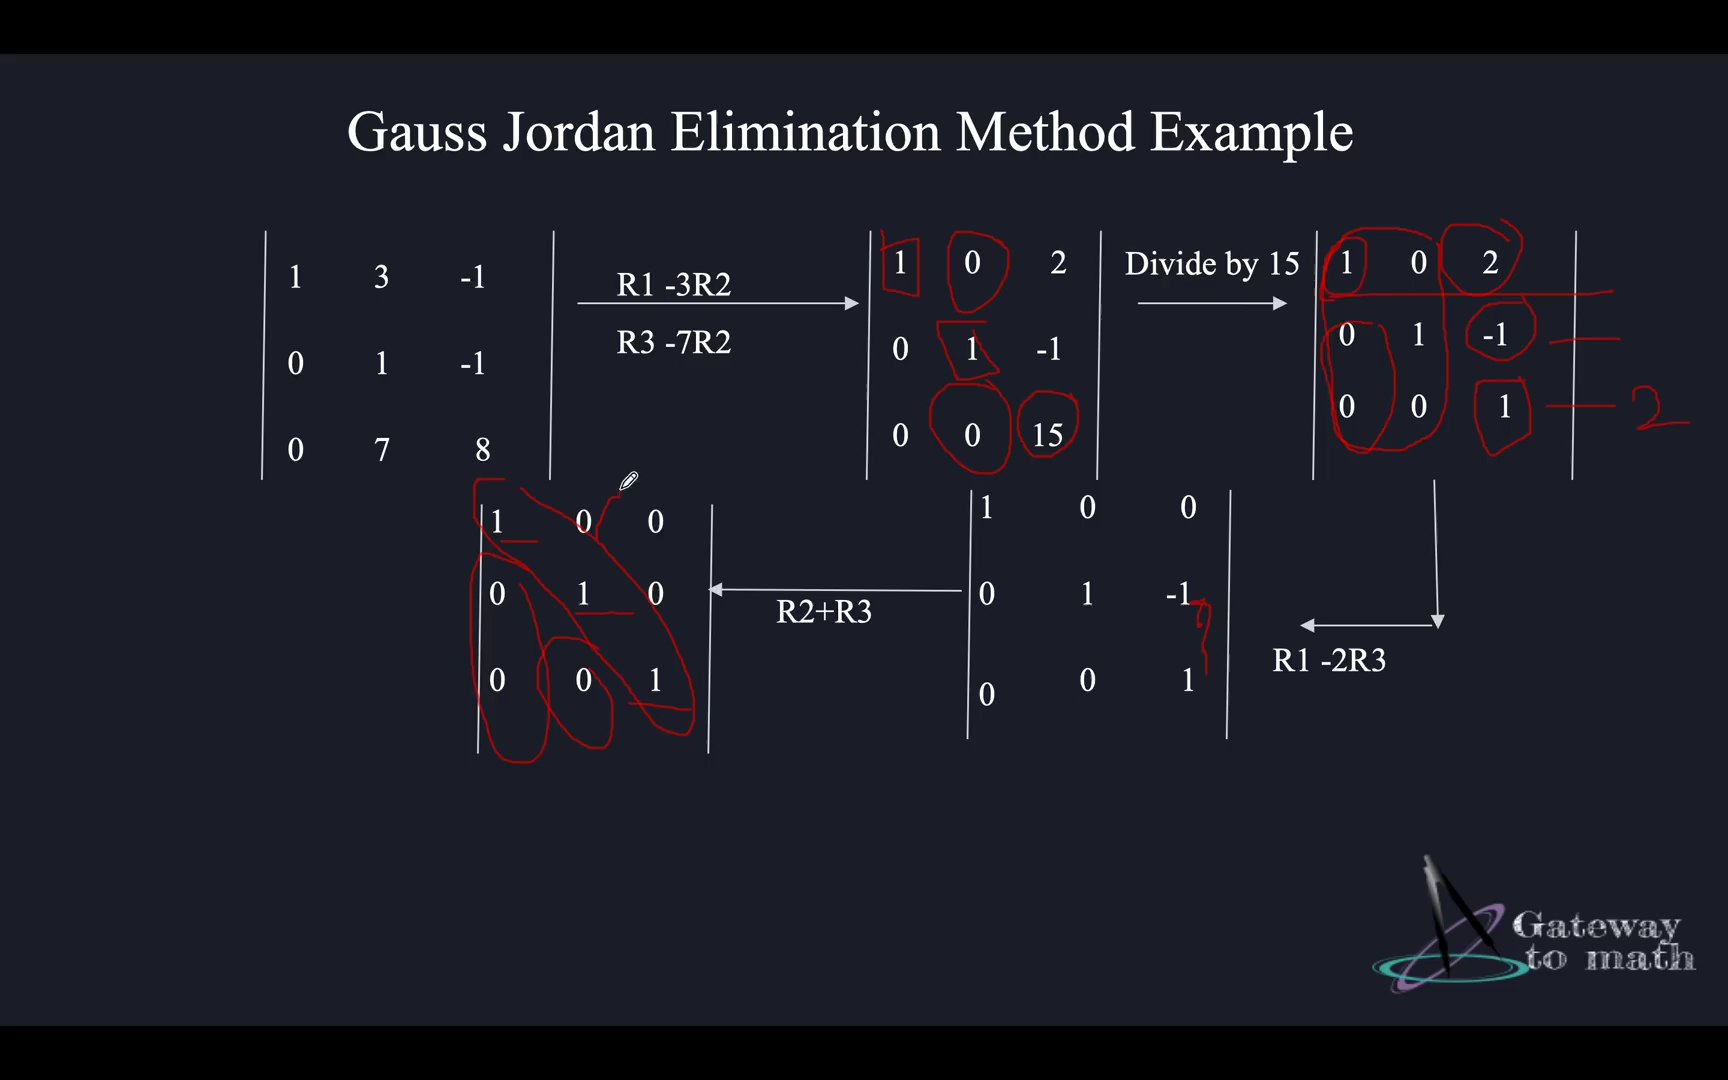 Gauss Jordan Elimination Method Example
1 3 -1
0 1 -1
0 7 8
R1 -3R2
R3 -7R2
1 0 2
0 1 -1
0 0 15
Divide by 15
1 0 2
0 1 -1
0 0 1
2
R1 -2R3
1 0 0
0 1 -1
0 0 1
R2+R3
1 0 0
0 1 0
0 0 1
Gateway
to math